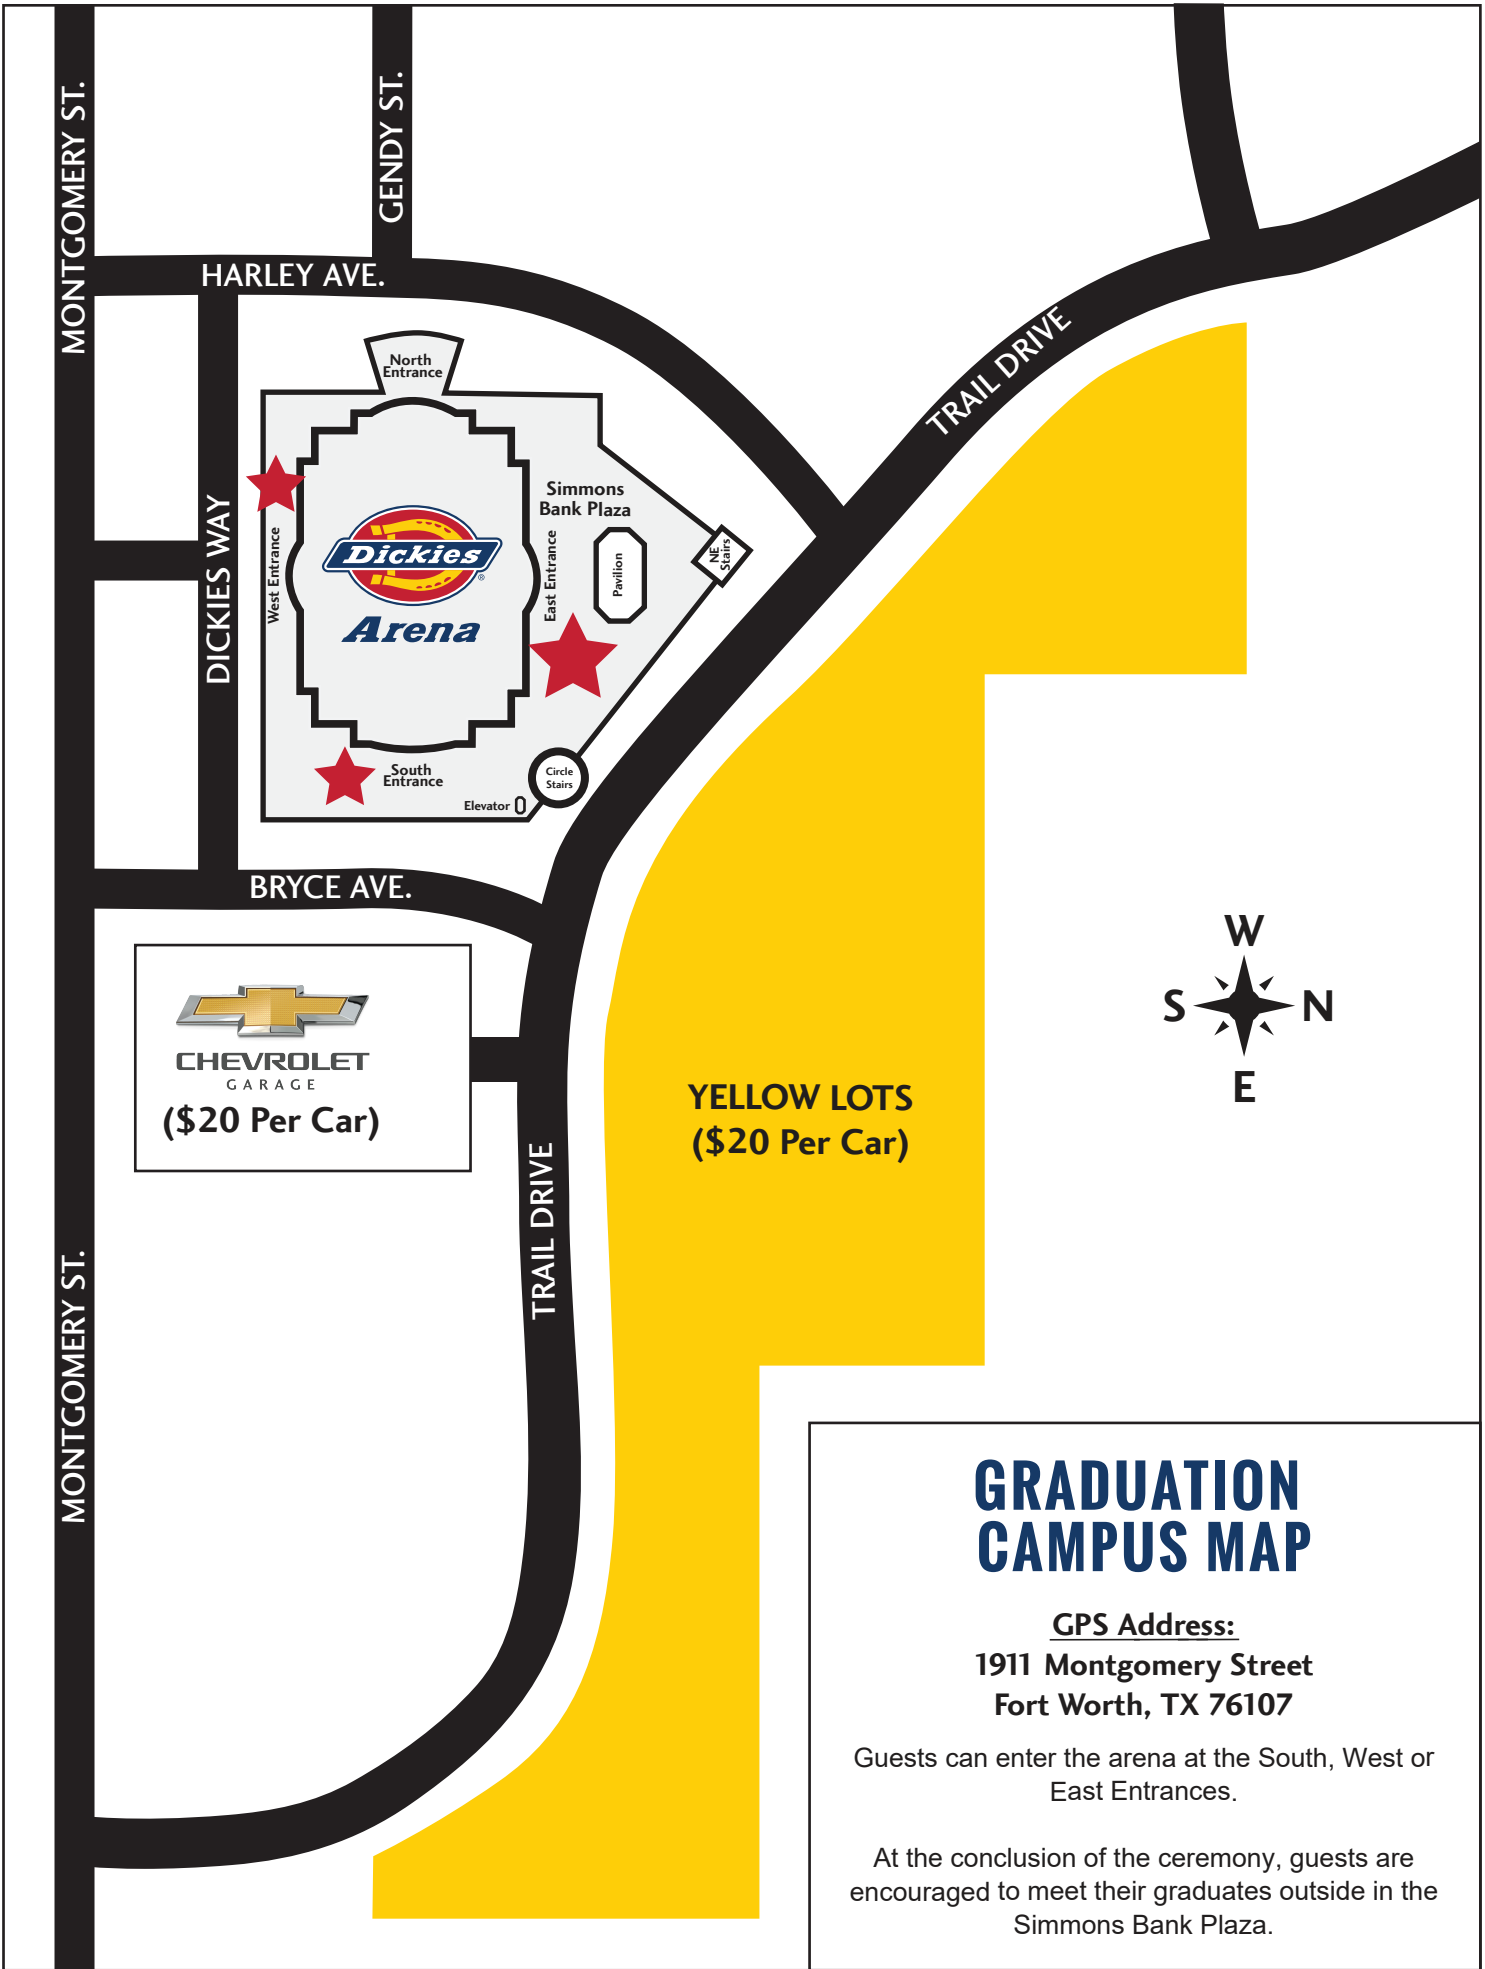 MONTGOMERY ST.
GENDY ST.
HARLEY AVE.
TRAIL DRIVE
North
Entrance
Simmons
Bank Plaza
DICKIES WAY
West Entrance
Dickies
®
Arena
East Entrance
Pavilion
NE
Stairs
South
Entrance
Circle
Stairs
Elevator
BRYCE AVE.
CHEVROLET
GARAGE
($20 Per Car)
YELLOW LOTS
($20 Per Car)
W
S
N
E
TRAIL DRIVE
MONTGOMERY ST.
GRADUATION
CAMPUS MAP
GPS Address:
1911 Montgomery Street
Fort Worth, TX 76107
Guests can enter the arena at the South, West or
East Entrances.
At the conclusion of the ceremony, guests are
encouraged to meet their graduates outside in the
Simmons Bank Plaza.